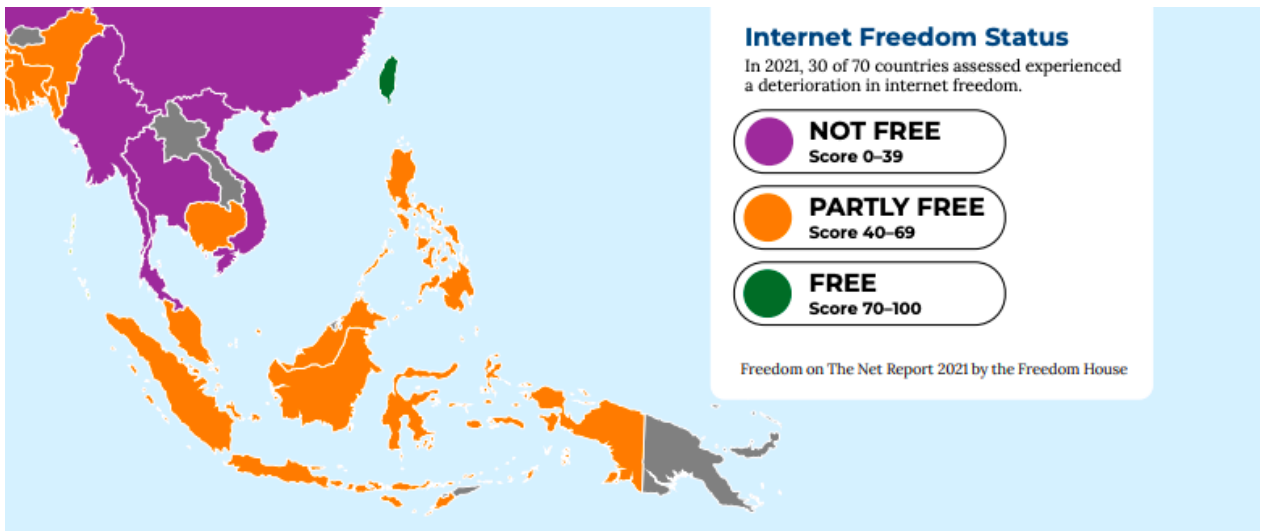 Internet Freedom Status
In 2021, 30 of 70 countries assessed experienced
a deterioration in internet freedom.
NOT FREE
Score 0–39
PARTLY FREE
Score 40–69
FREE
Score 70–100
Freedom on The Net Report 2021 by the Freedom House